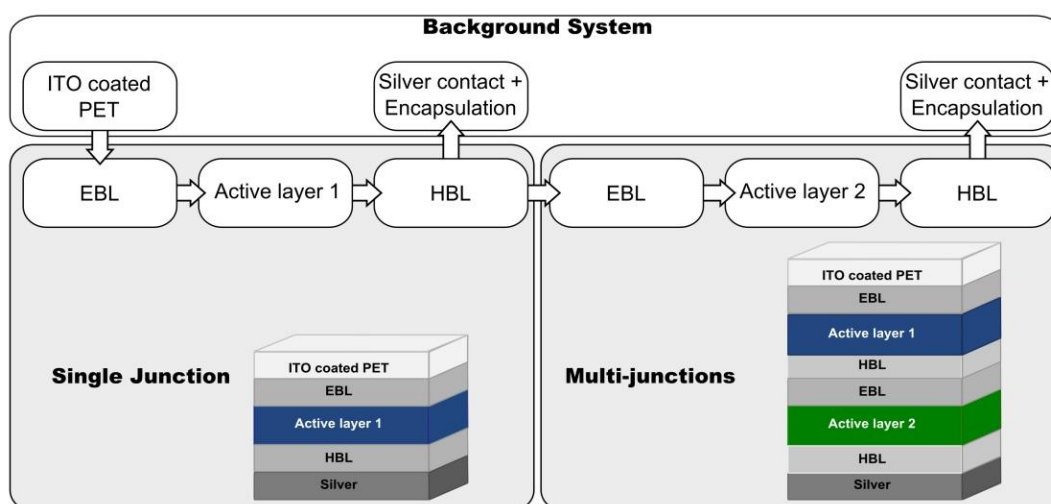 Background System
ITO coated
PET
Silver contact +
Encapsulation
Silver contact +
Encapsulation
EBL
Active layer 1
HBL
EBL
Active layer 2
HBL
Single Junction
ITO coated PET
EBL
Active layer 1
HBL
Silver
Multi-junctions
ITO coated PET
EBL
Active layer 1
HBL
EBL
Active layer 2
HBL
Silver